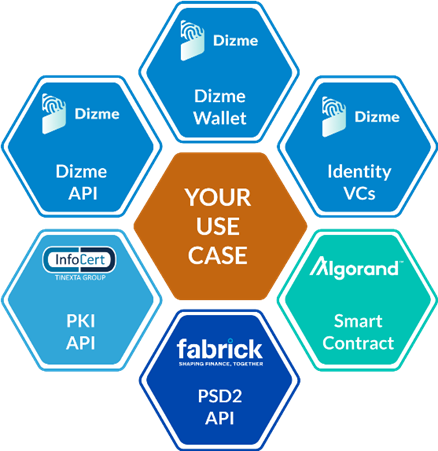 Dizme
Dizme
Wallet
Dizme
Dizme
API
Dizme
Identity
VCs
YOUR
USE
CASE
InfoCert
TINEXTA GROUP
PKI
API
Algorand™
Smart
Contract
fabrick
SHAPING FINANCE, TOGETHER
PSD2
API